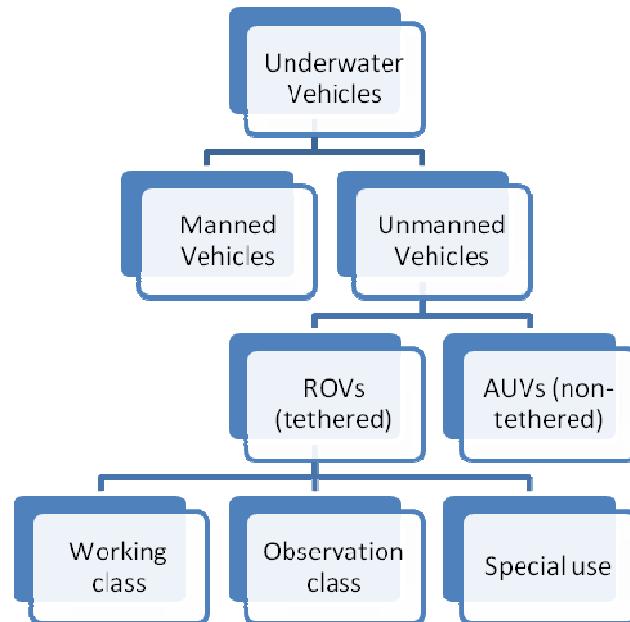 Underwater
Vehicles
Manned
Vehicles
Unmanned
Vehicles
ROVs
(tethered)
AUVs (non-
tethered)
Working
class
Observation
class
Special use